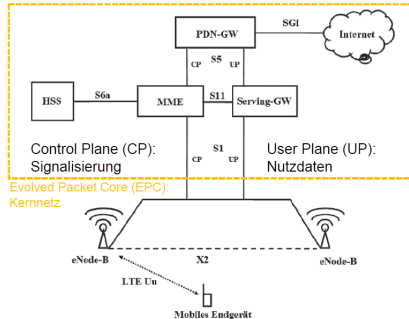 PDN-GW
SGi
Internet
S5
CP
UP
HSS
S6a
MME
S11
Serving-GW
Control Plane (CP):
Signalisierung
S1
CP
UP
User Plane (UP):
Nutzdaten
Evolved Packet Core (EPC):
Kernnetz
eNode-B
X2
eNode-B
LTE Uu
Mobiles Endgerät